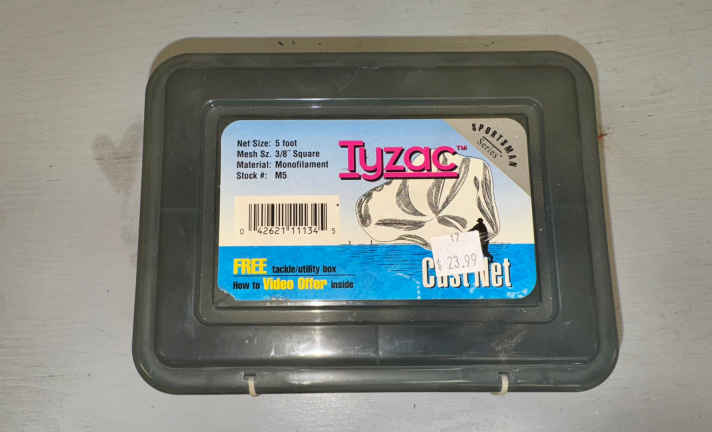 Net Size: 5 foot
Mesh Sz. 3/8" Square
Material: Monofilament
Stock #: M5
Tyzac™
SPORTSMAN
Series
0 42621 11134 5
$ 23.99
Cast Net
FREE tackle/utility box
How to Video Offer inside